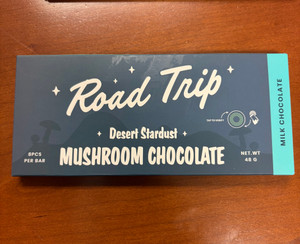 Road Trip
Desert Stardust
MUSHROOM CHOCOLATE
8PCS
PER BAR
NET.WT
48 G
MILK CHOCOLATE